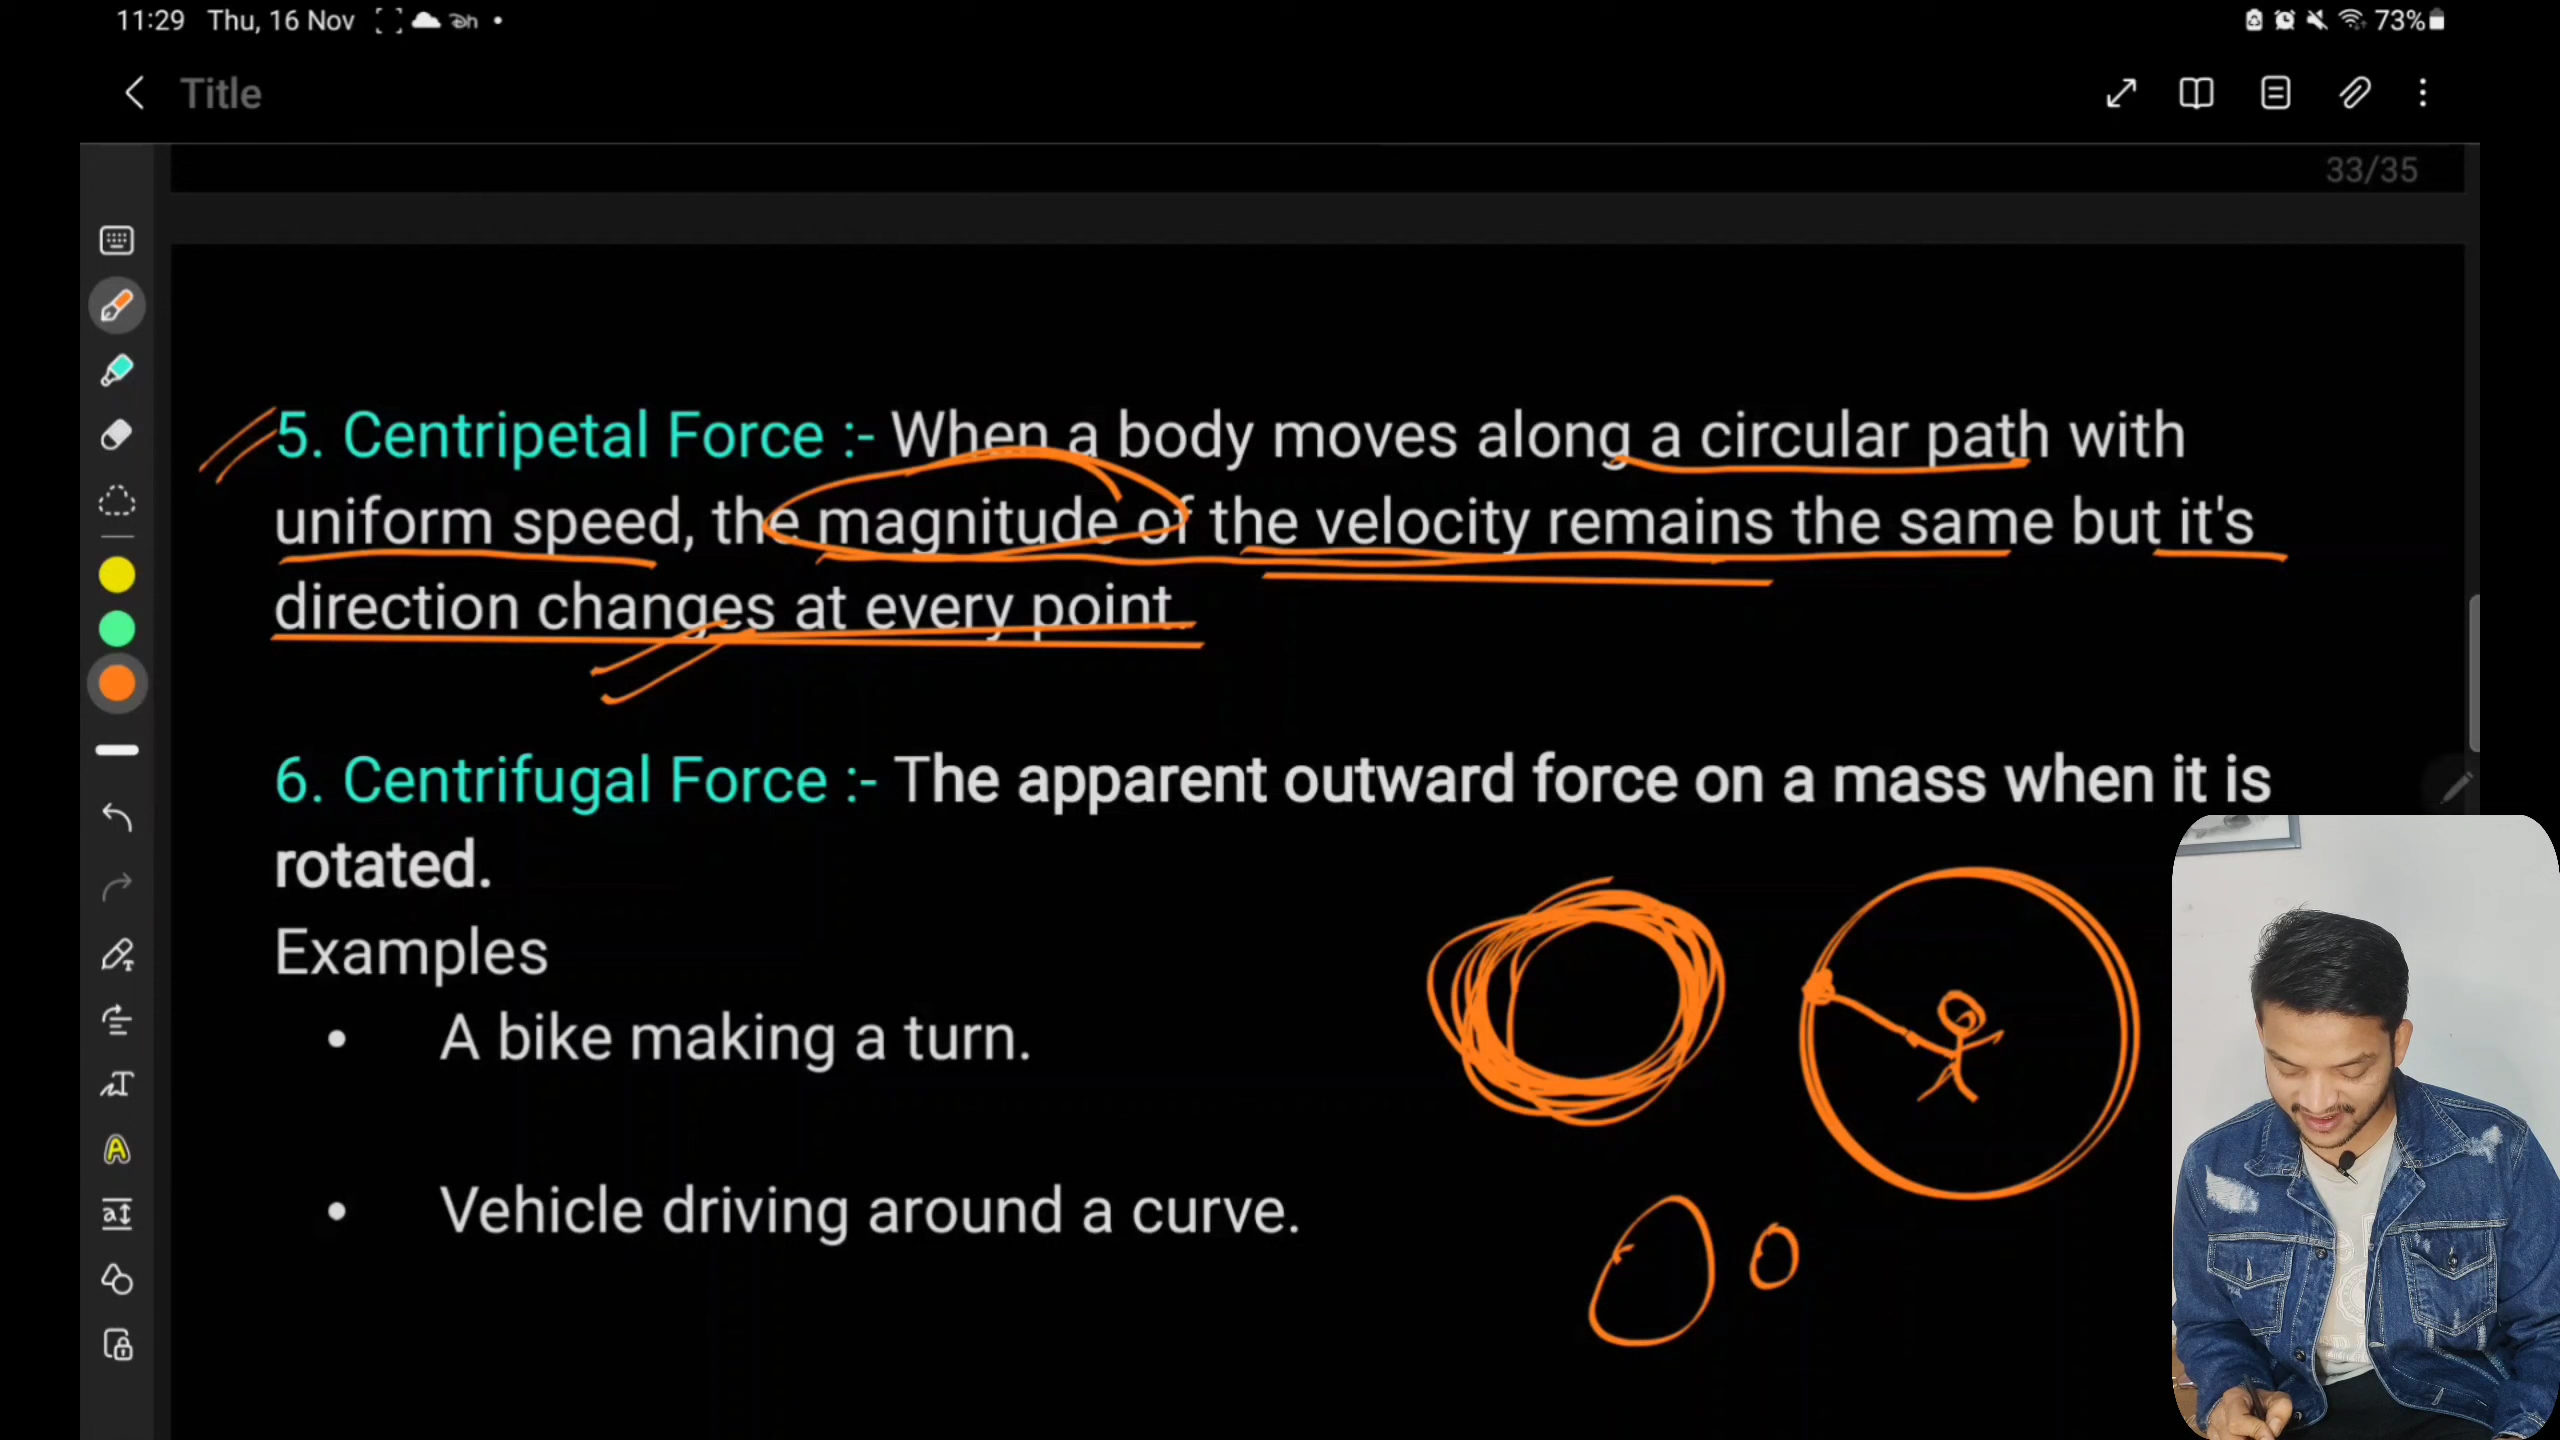 11:29 Thu, 16 Nov
73%
Title
33/35
5. Centripetal Force :- When a body moves along a circular path with
uniform speed, the magnitude of the velocity remains the same but it's
direction changes at every point.
6. Centrifugal Force :- The apparent outward force on a mass when it is
rotated.
Examples
• A bike making a turn.
• Vehicle driving around a curve.